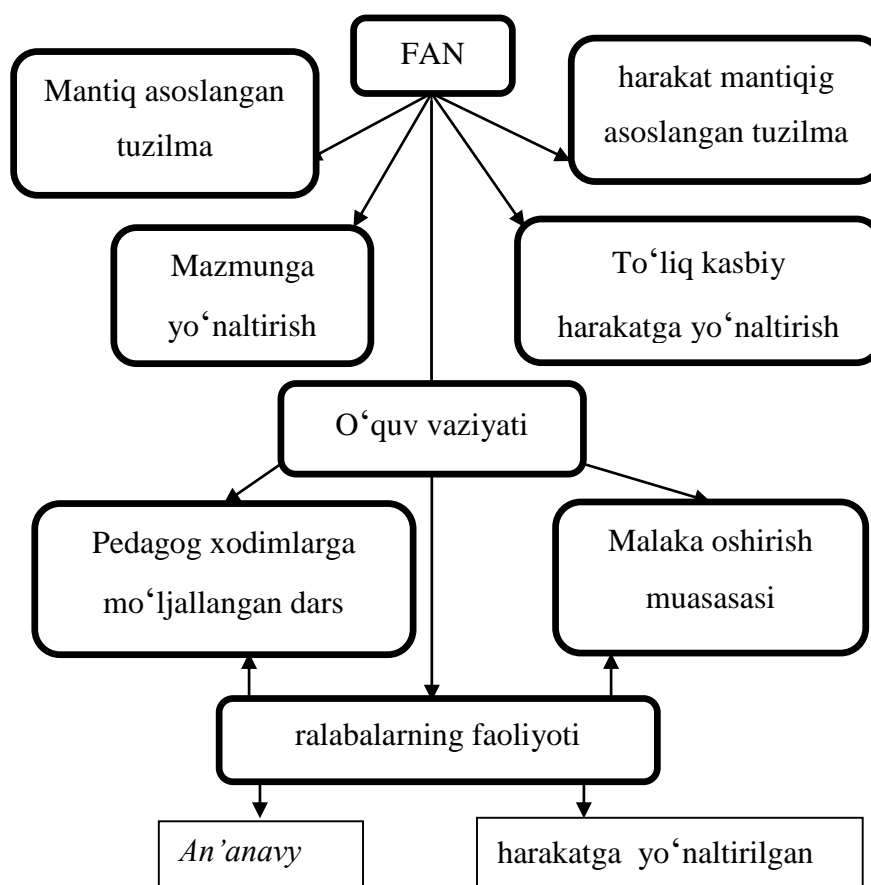 FAN
Mantiq asoslangan
tuzilma
harakat mantiqig
asoslangan tuzilma
Mazmunga
yo‘naltirish
To‘liq kasbiy
harakatga yo‘naltirish
O‘quv vaziyati
Pedagog xodimlarga
mo‘ljallangan dars
Malaka oshirish
muasasasi
ralabalarning faoliyoti
An’anavy
harakatga yo‘naltirilgan